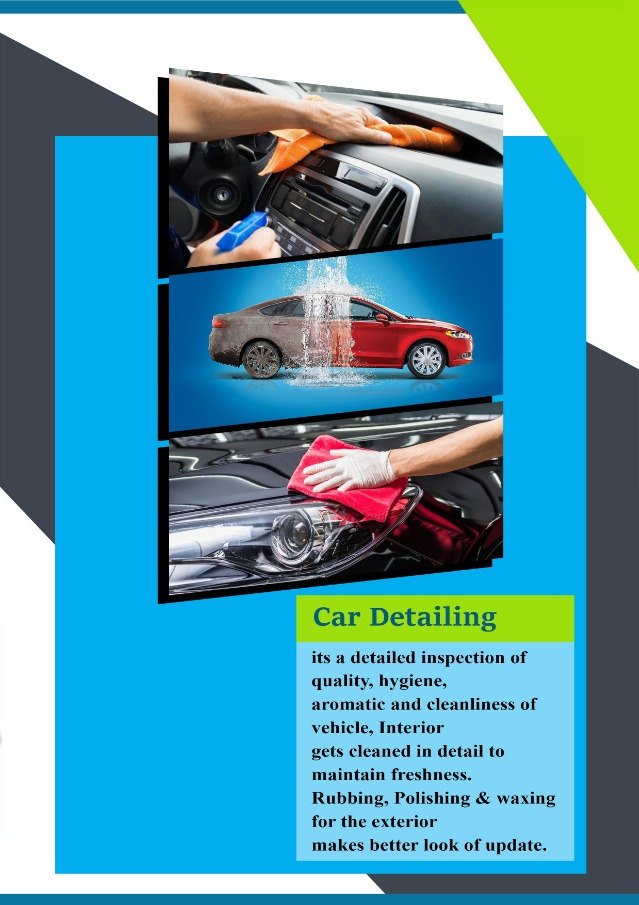 Car Detailing
its a detailed inspection of
quality, hygiene,
aromatic and cleanliness of
vehicle, Interior
gets cleaned in detail to
maintain freshness.
Rubbing, Polishing & waxing
for the exterior
makes better look of update.